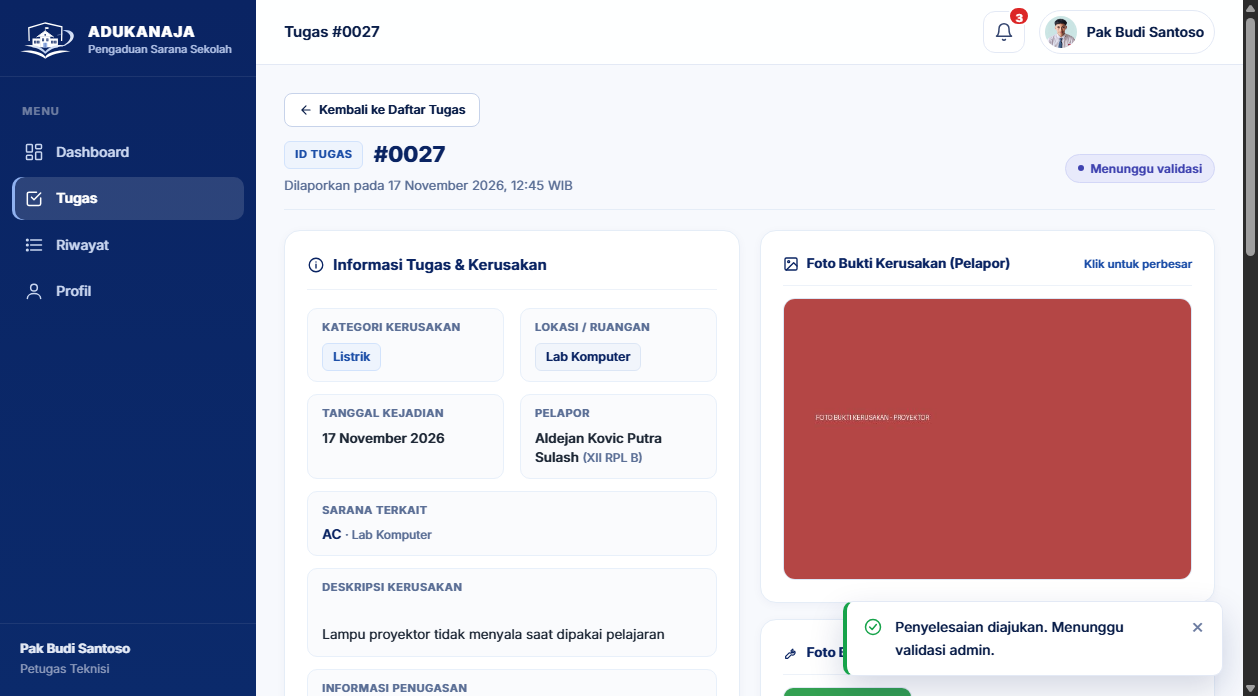 ADUKANAJA
Pengaduan Sarana Sekolah
MENU
Dashboard
Tugas
Riwayat
Profil
Pak Budi Santoso
Petugas Teknisi
Tugas #0027
3
Pak Budi Santoso
Kembali ke Daftar Tugas
ID TUGAS #0027
Dilaporkan pada 17 November 2026, 12:45 WIB
Menunggu validasi
Informasi Tugas & Kerusakan
KATEGORI KERUSAKAN
Listrik
LOKASI / RUANGAN
Lab Komputer
TANGGAL KEJADIAN
17 November 2026
PELAPOR
Aldejan Kovic Putra
Sulash (XII RPL B)
SARANA TERKAIT
AC · Lab Komputer
DESKRIPSI KERUSAKAN
Lampu proyektor tidak menyala saat dipakai pelajaran
INFORMASI PENUGASAN
Foto Bukti Kerusakan (Pelapor)
Klik untuk perbesar
FOTO BUKTI KERUSAKAN - PROYEKTOR
Foto
Penyelesaian diajukan. Menunggu
validasi admin.